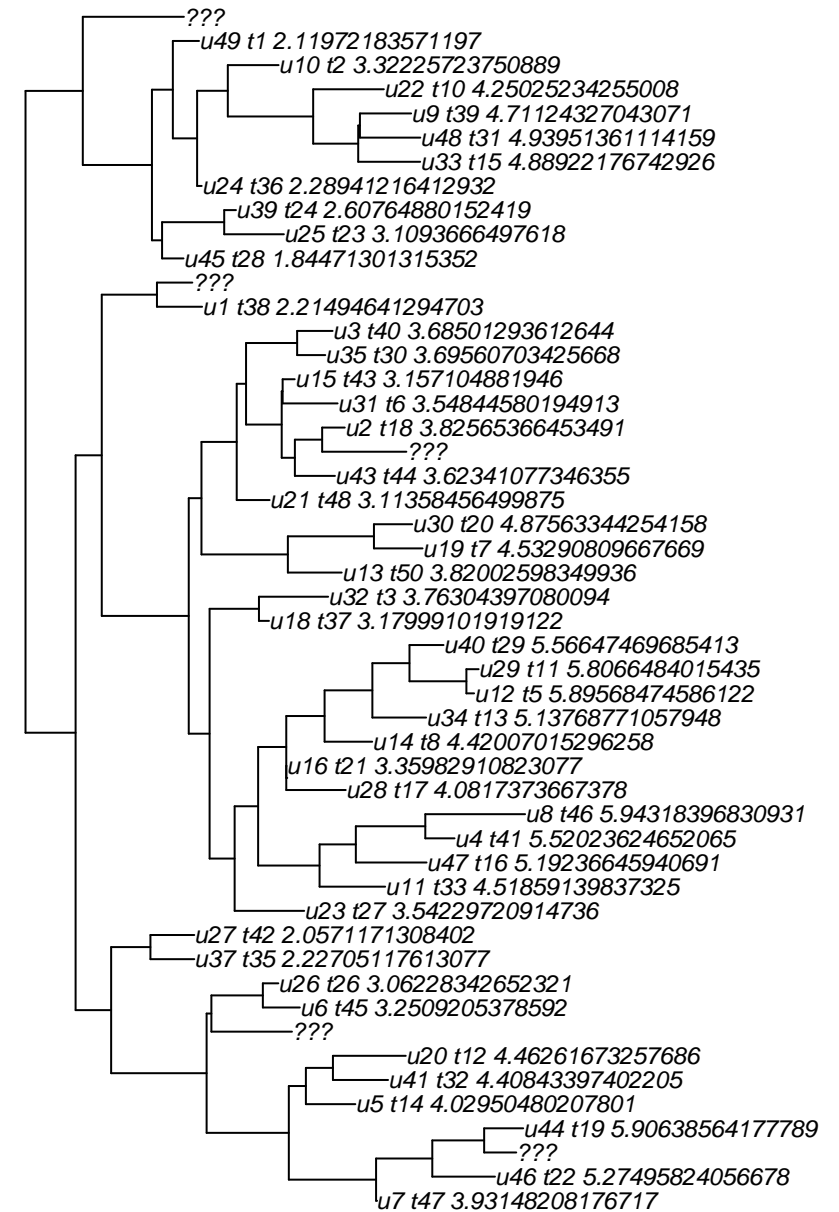 ???
u49 t1 2.11972183571197
u10 t2 3.32225723750889
u22 t10 4.25025234255008
u9 t39 4.71124327043071
u48 t31 4.93951361114159
u33 t15 4.88922176742926
u24 t36 2.28941216412932
u39 t24 2.60764880152419
u25 t23 3.1093666497618
u45 t28 1.84471301315352
???
u1 t38 2.21494641294703
u3 t40 3.68501293612644
u35 t30 3.69560703425668
u15 t43 3.157104881946
u31 t6 3.54844580194913
u2 t18 3.82565366453491
???
u43 t44 3.62341077346355
u21 t48 3.11358456499875
u30 t20 4.87563344254158
u19 t7 4.53290809667669
u13 t50 3.82002598349936
u32 t3 3.76304397080094
u18 t37 3.17999101919122
u40 t29 5.56647469685413
u29 t11 5.8066484015435
u12 t5 5.89568474586122
u34 t13 5.13768771057948
u14 t8 4.42007015296258
u16 t21 3.35982910823077
u28 t17 4.0817373667378
u8 t46 5.94318396830931
u4 t41 5.52023624652065
u47 t16 5.19236645940691
u11 t33 4.51859139837325
u23 t27 3.54229720914736
u27 t42 2.0571171308402
u37 t35 2.22705117613077
u26 t26 3.06228342652321
u6 t45 3.2509205378592
???
u20 t12 4.46261673257686
u41 t32 4.40843397402205
u5 t14 4.02950480207801
u44 t19 5.90638564177789
???
u46 t22 5.27495824056678
u7 t47 3.93148208176717